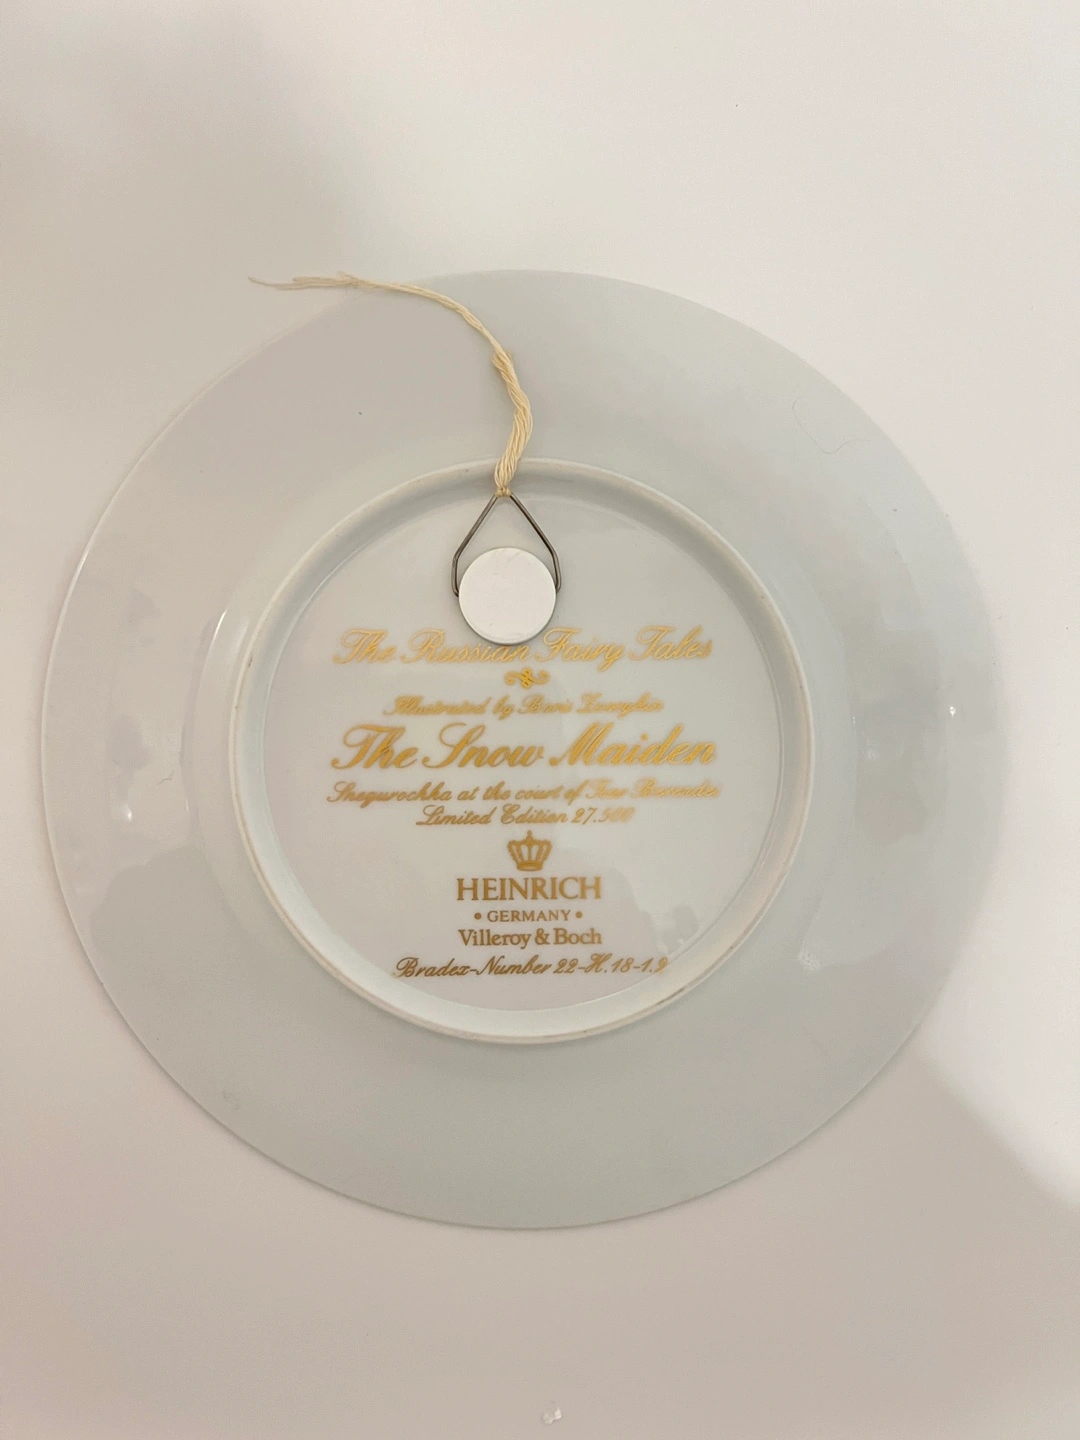 The Russian Fairy Tales
Illustrated by Boris Zvorykin
The Snow Maiden
Snegurochka at the court of Tsar Berendei
Limited Edition 27.500
HEINRICH
• GERMANY •
Villeroy & Boch
Bradex-Number 22-H.18-1.9